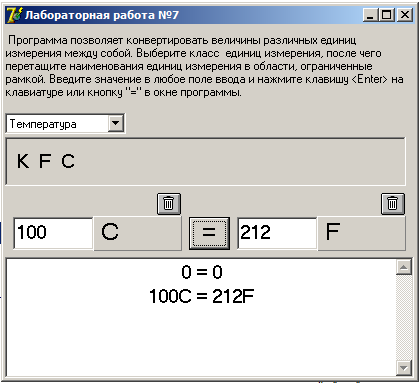 Лабораторная работа №7
Программа позволяет конвертировать величины различных единиц
измерения между собой. Выберите класс единиц измерения, после чего
перетащите наименования единиц измерения в области, ограниченные
рамкой. Введите значение в любое поле ввода и нажмите клавишу <Enter> на
клавиатуре или кнопку "=" в окне программы.
Температура
K F C
100 C = 212 F
0 = 0
100C = 212F